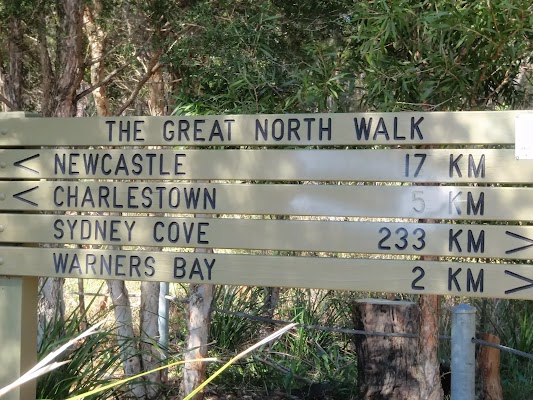 THE GREAT NORTH WALK
< NEWCASTLE 17 KM
< CHARLESTOWN 5 KM
SYDNEY COVE 233 KM >
WARNERS BAY 2 KM >